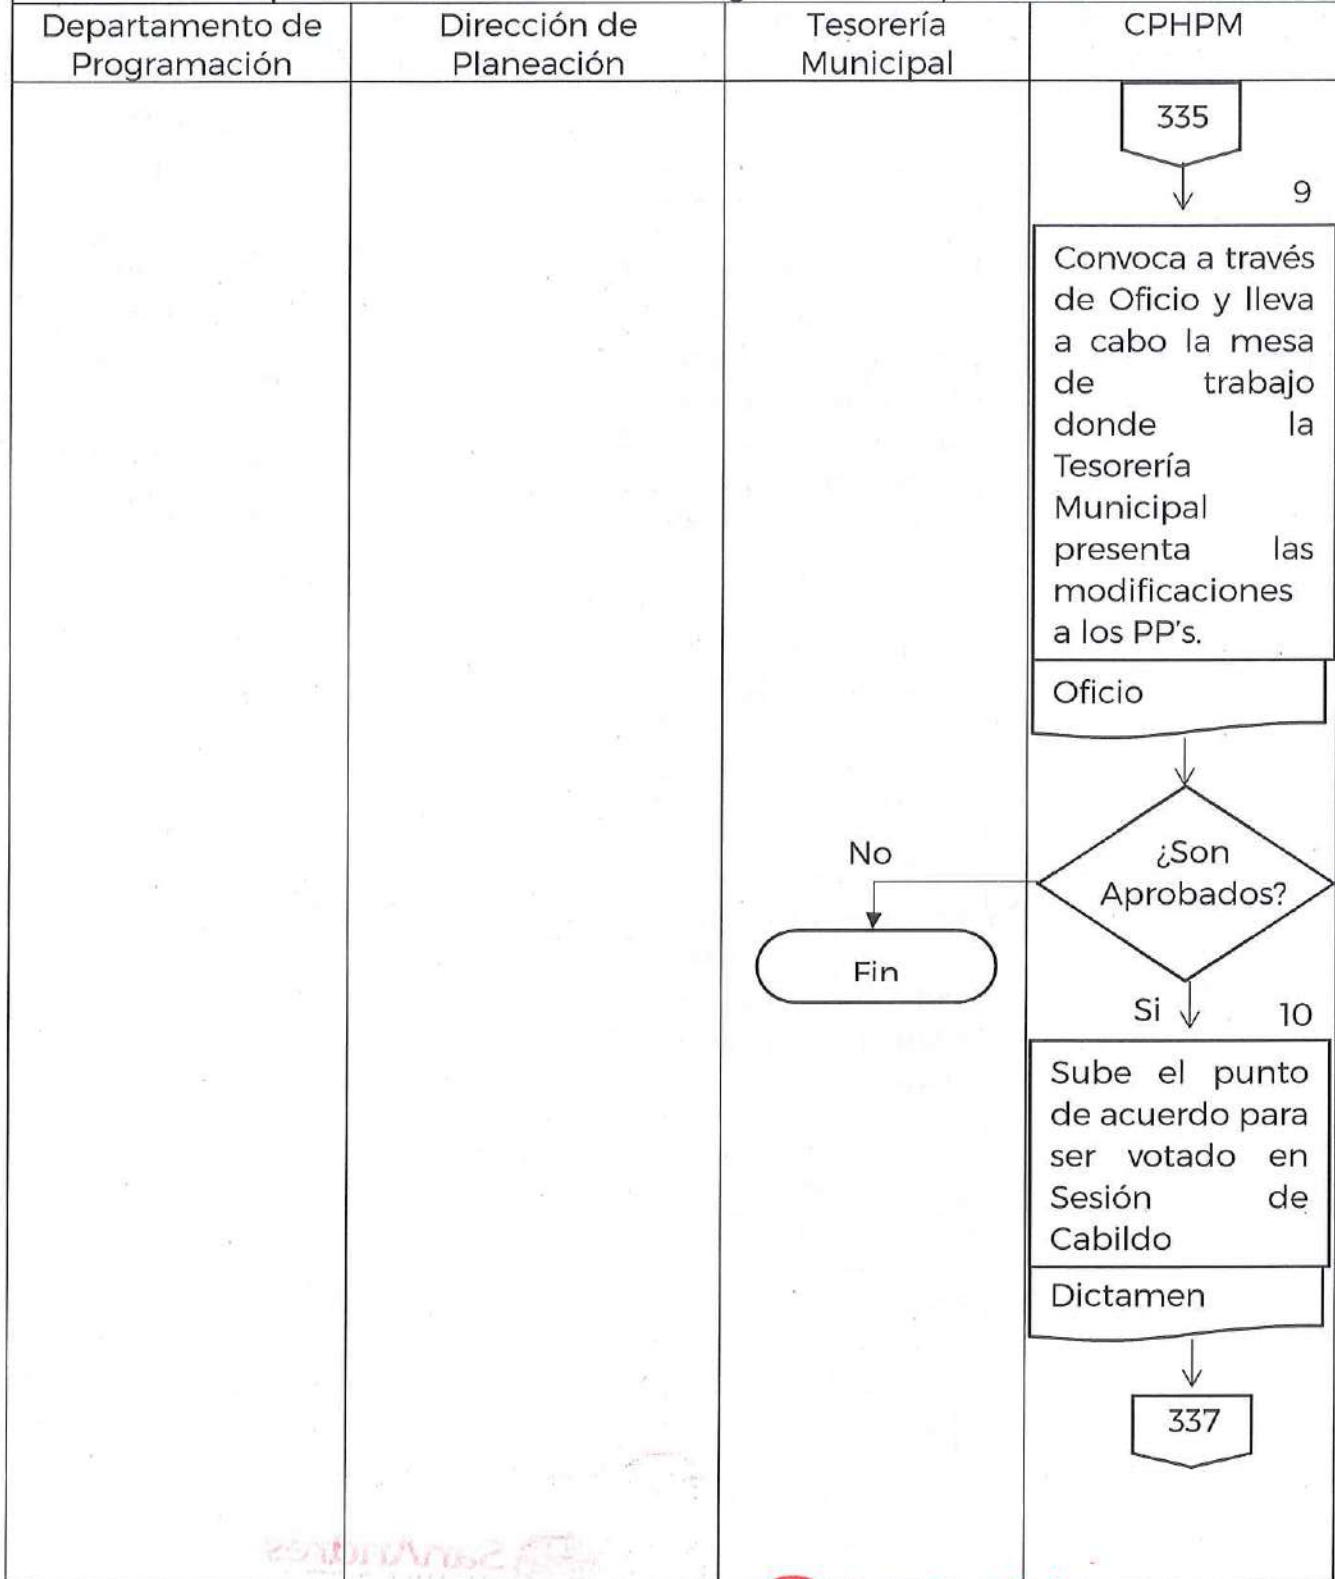 Departamento de
Programación
Dirección de
Planeación
Tesorería
Municipal
CPHPM
335
9
Convoca a través
de Oficio y lleva
a cabo la mesa
de trabajo
donde la
Tesorería
Municipal
presenta las
modificaciones
a los PP's.
Oficio
No
¿Son
Aprobados?
Fin
Si
10
Sube el punto
de acuerdo para
ser votado en
Sesión de
Cabildo
Dictamen
337
SanAndrés